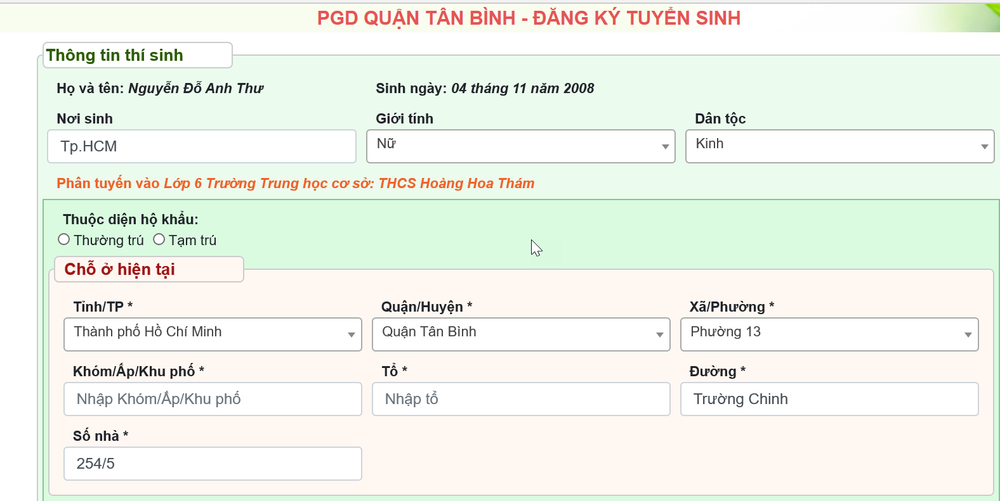 PGD QUẬN TÂN BÌNH - ĐĂNG KÝ TUYỂN SINH
Thông tin thí sinh
Họ và tên: Nguyễn Đỗ Anh Thư Sinh ngày: 04 tháng 11 năm 2008
Nơi sinh Giới tính Dân tộc
Tp.HCM Nữ Kinh
Phân tuyến vào Lớp 6 Trường Trung học cơ sở: THCS Hoàng Hoa Thám
Thuộc diện hộ khẩu:
Thường trú Tạm trú
Chỗ ở hiện tại
Tỉnh/TP * Quận/Huyện * Xã/Phường *
Thành phố Hồ Chí Minh Quận Tân Bình Phường 13
Khóm/Ấp/Khu phố * Tổ * Đường *
Nhập Khóm/Ấp/Khu phố Nhập tổ Trường Chinh
Số nhà *
254/5